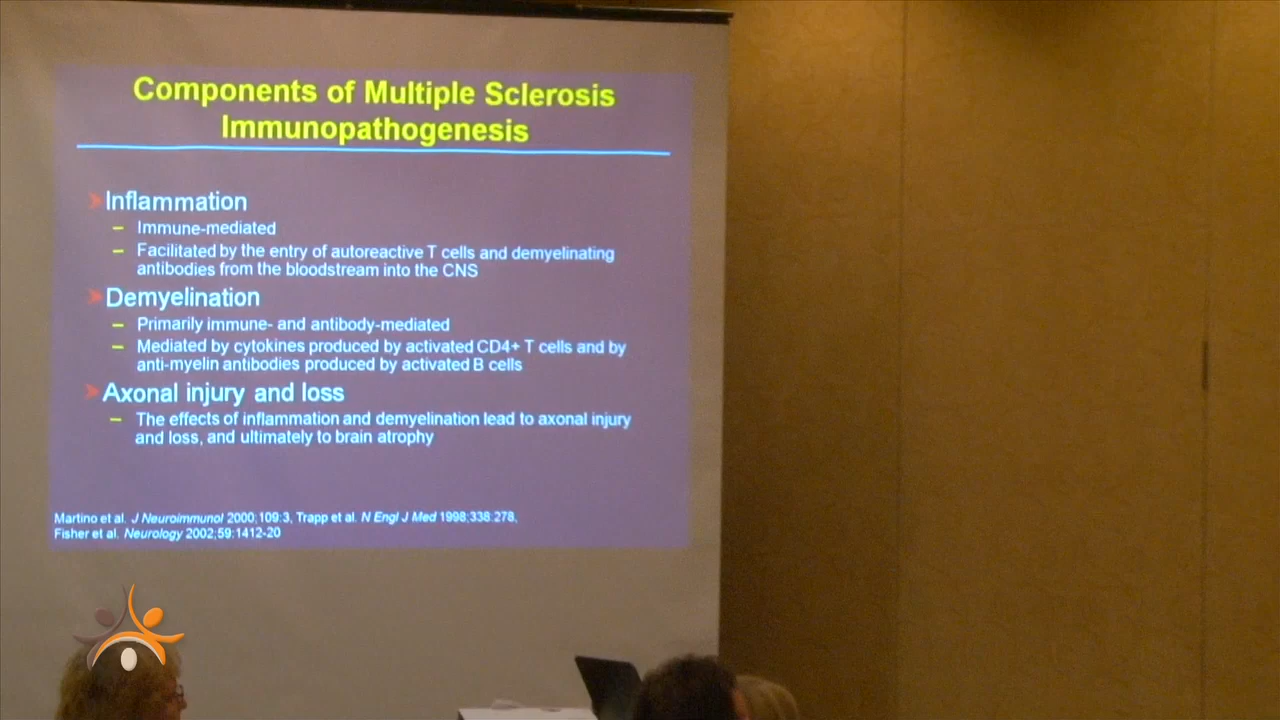 Components of Multiple Sclerosis
Immunopathogenesis
Inflammation
– Immune-mediated
– Facilitated by the entry of autoreactive T cells and demyelinating
antibodies from the bloodstream into the CNS
Demyelination
– Primarily immune- and antibody-mediated
– Mediated by cytokines produced by activated CD4+ T cells and by
anti-myelin antibodies produced by activated B cells
Axonal injury and loss
– The effects of inflammation and demyelination lead to axonal injury
and loss, and ultimately to brain atrophy
Martino et al. J Neuroimmunol 2000;109:3, Trapp et al. N Engl J Med 1998;338:278,
Fisher et al. Neurology 2002;59:1412-20